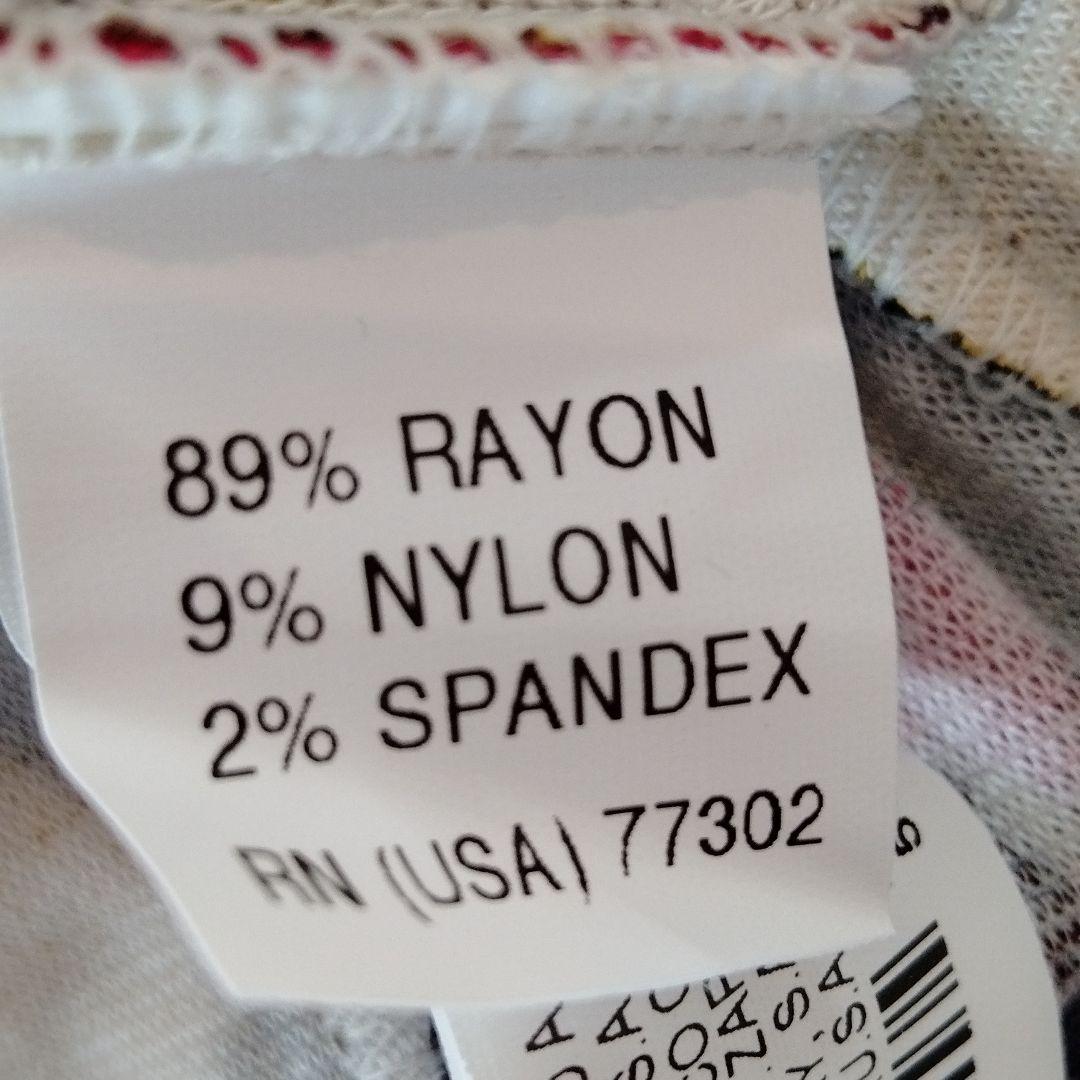 89% RAYON
9% NYLON
2% SPANDEX
RN (USA) 77302